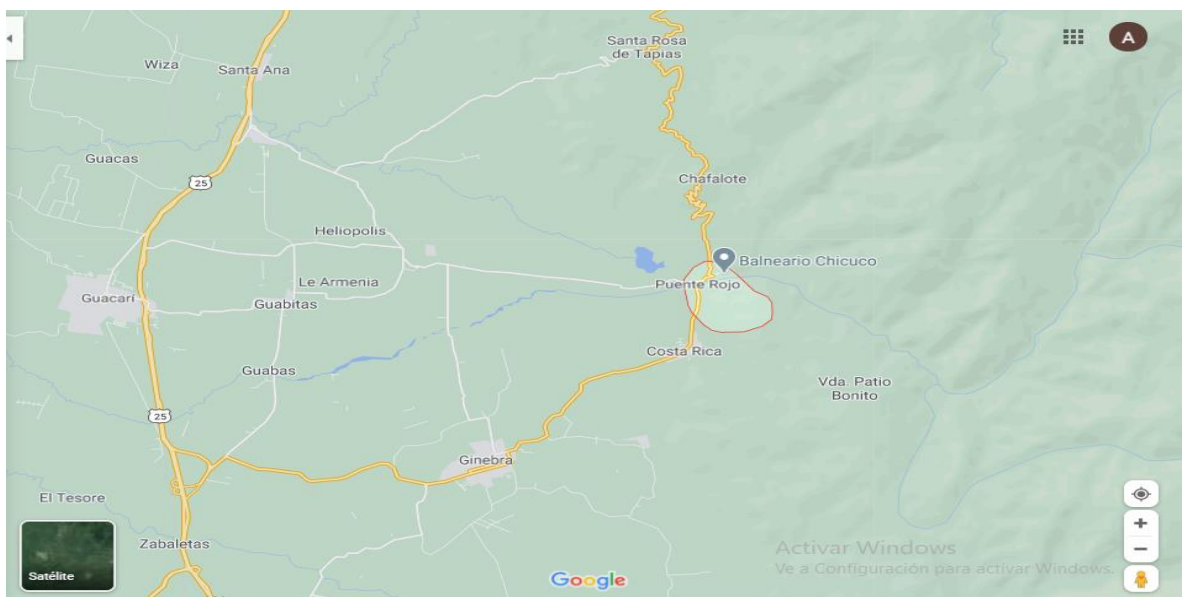 Santa Rosa
de Tapias
A
Wiza
Santa Ana
Guacas
25
Chafalote
Heliopolis
Balneario Chicuco
Le Armenia
Puente Rojo
Guacarí
Guabitas
Costa Rica
Guabas
Vda. Patio
Bonito
25
Ginebra
El Tesore
Zabaletas
Activar Windows
Ve a Configuración para activar Windows.
Satélite
Google